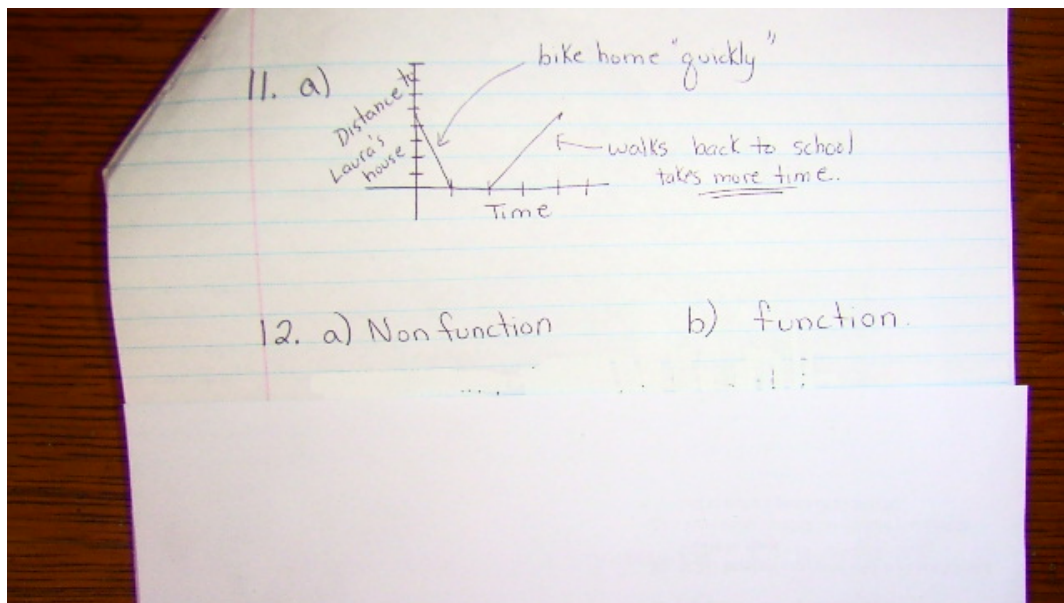 11. a)
Distance to
Laura's
house
bike home "quickly"
walks back to school
takes more time.
Time
12. a) Non function
b) function.